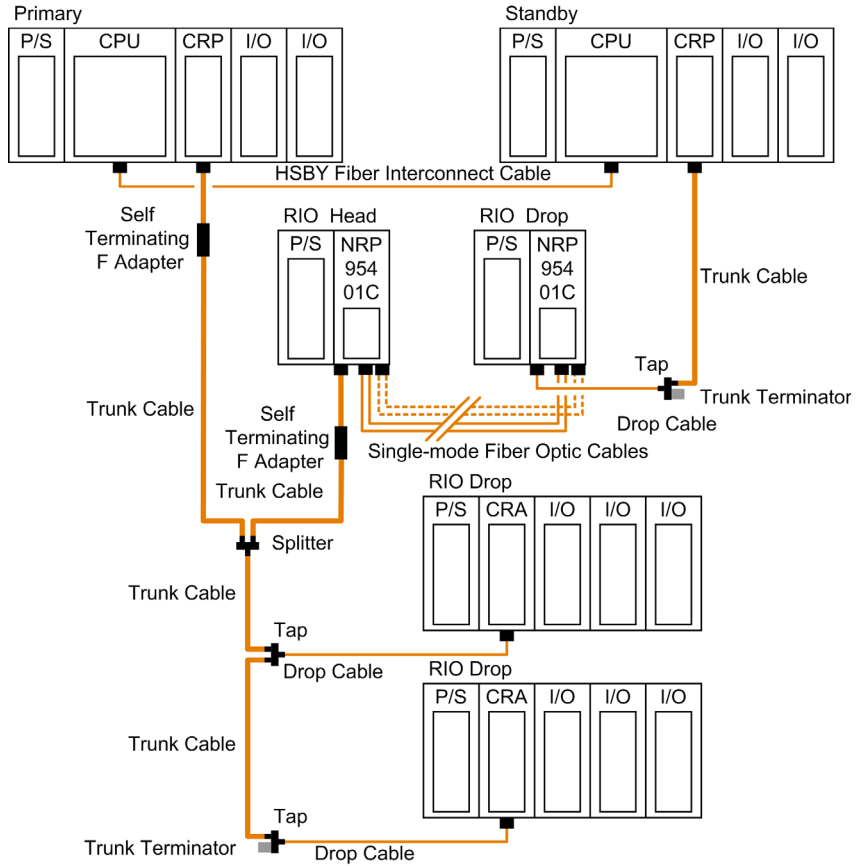 Primary
Standby
P/S CPU CRP I/O I/O
P/S CPU CRP I/O I/O
HSBY Fiber Interconnect Cable
Self
Terminating
F Adapter
RIO Head
P/S NRP
954
01C
RIO Drop
P/S NRP
954
01C
Trunk Cable
Tap
Trunk Terminator
Drop Cable
Trunk Cable
Self
Terminating
F Adapter
Single-mode Fiber Optic Cables
Trunk Cable
Splitter
RIO Drop
P/S CRA I/O I/O I/O
Trunk Cable
Tap
Drop Cable
RIO Drop
P/S CRA I/O I/O I/O
Trunk Cable
Tap
Trunk Terminator
Drop Cable